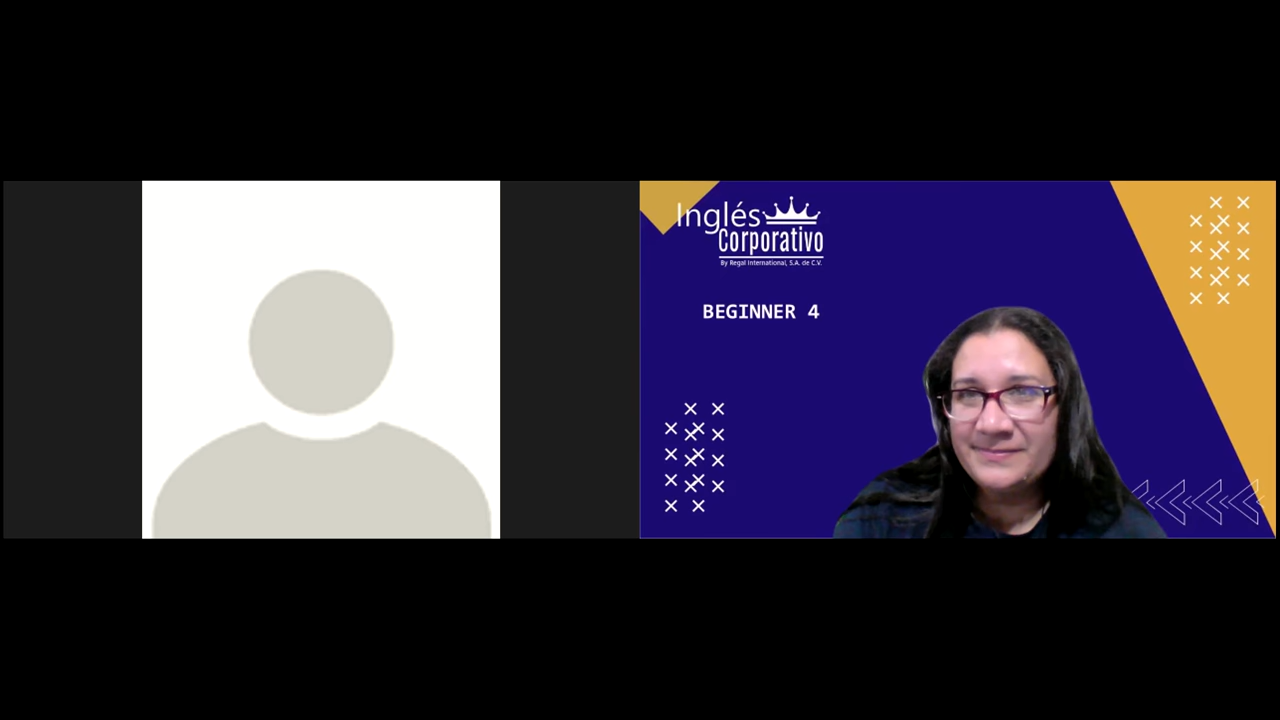 Inglés
Corporativo
By Regal International, S.A. de C.V.
BEGINNER 4